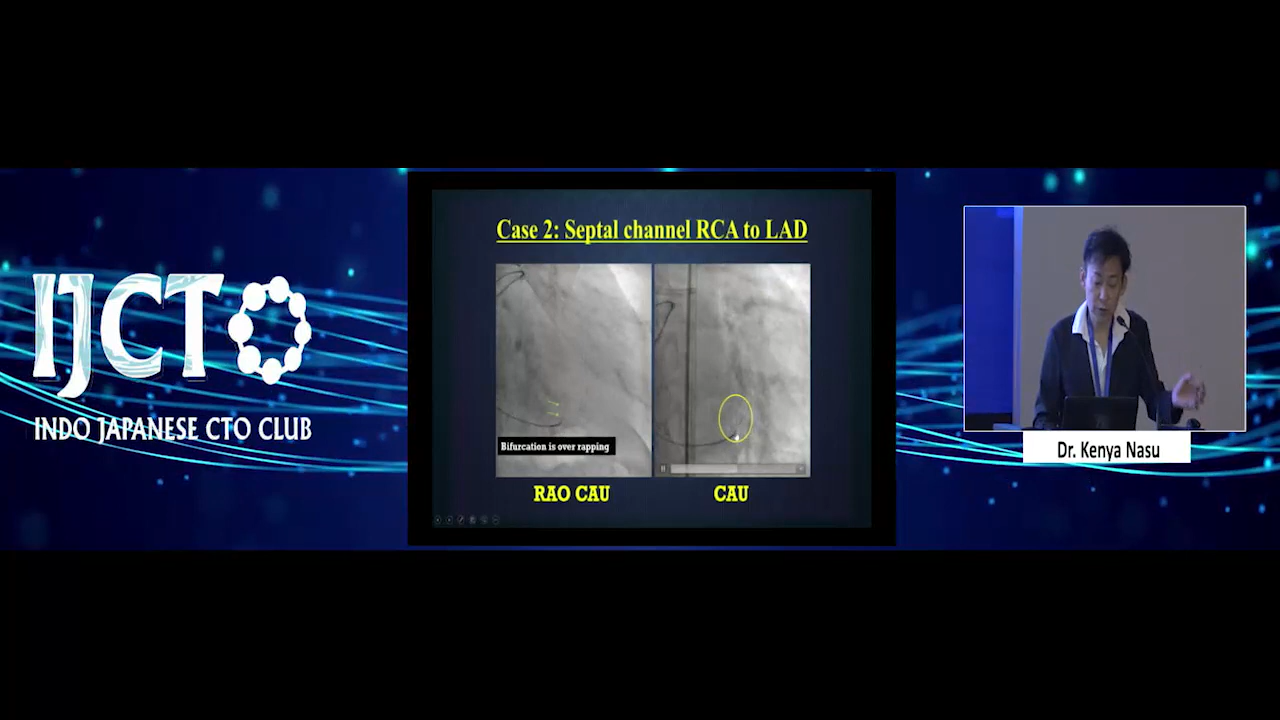 IJCTO
INDO JAPANESE CTO CLUB
Case 2: Septal channel RCA to LAD
Bifurcation is over rapping
RAO CAU
CAU
Dr. Kenya Nasu